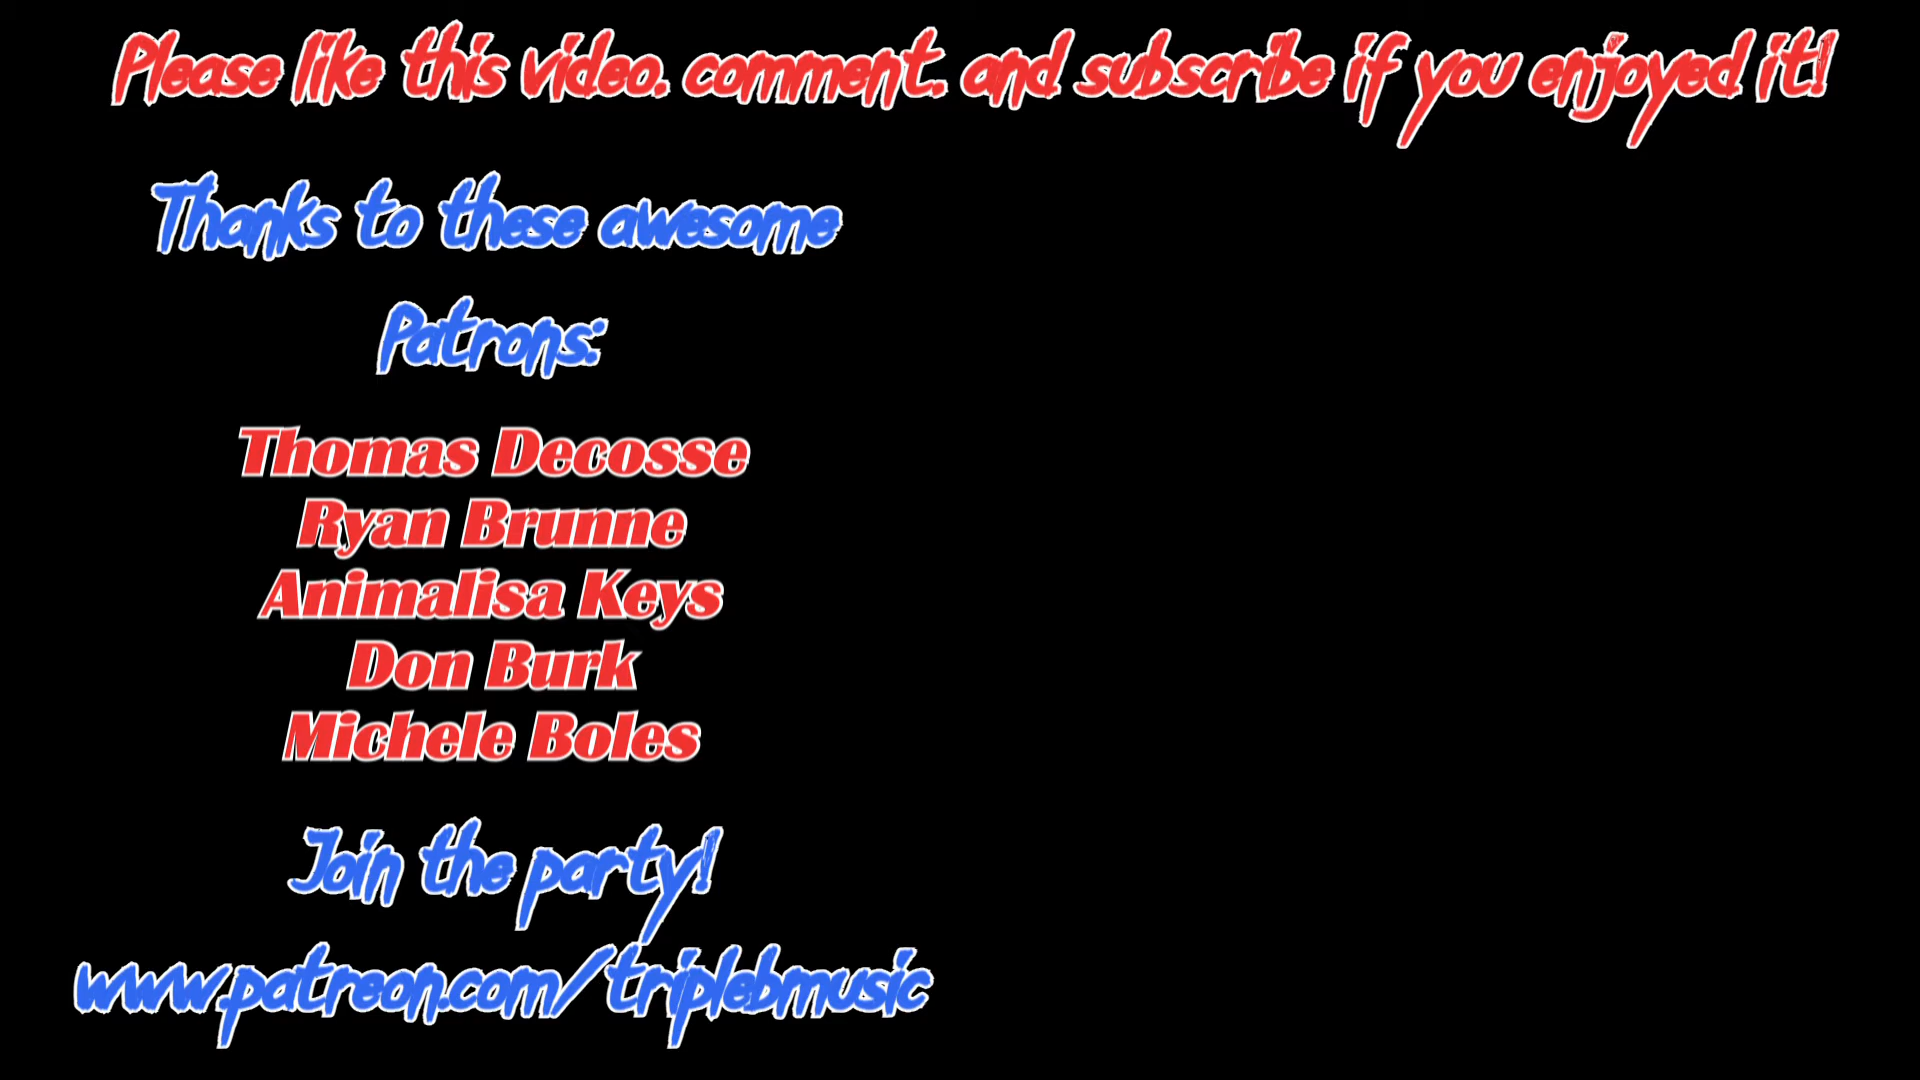 Please like this video. comment. and subscribe if you enjoyed it!
Thanks to these awesome
Patrons:
Thomas Decosse
Ryan Brunne
Animalisa Keys
Don Burk
Michele Boles
Join the party!
www.patreon.com/triplebmusic